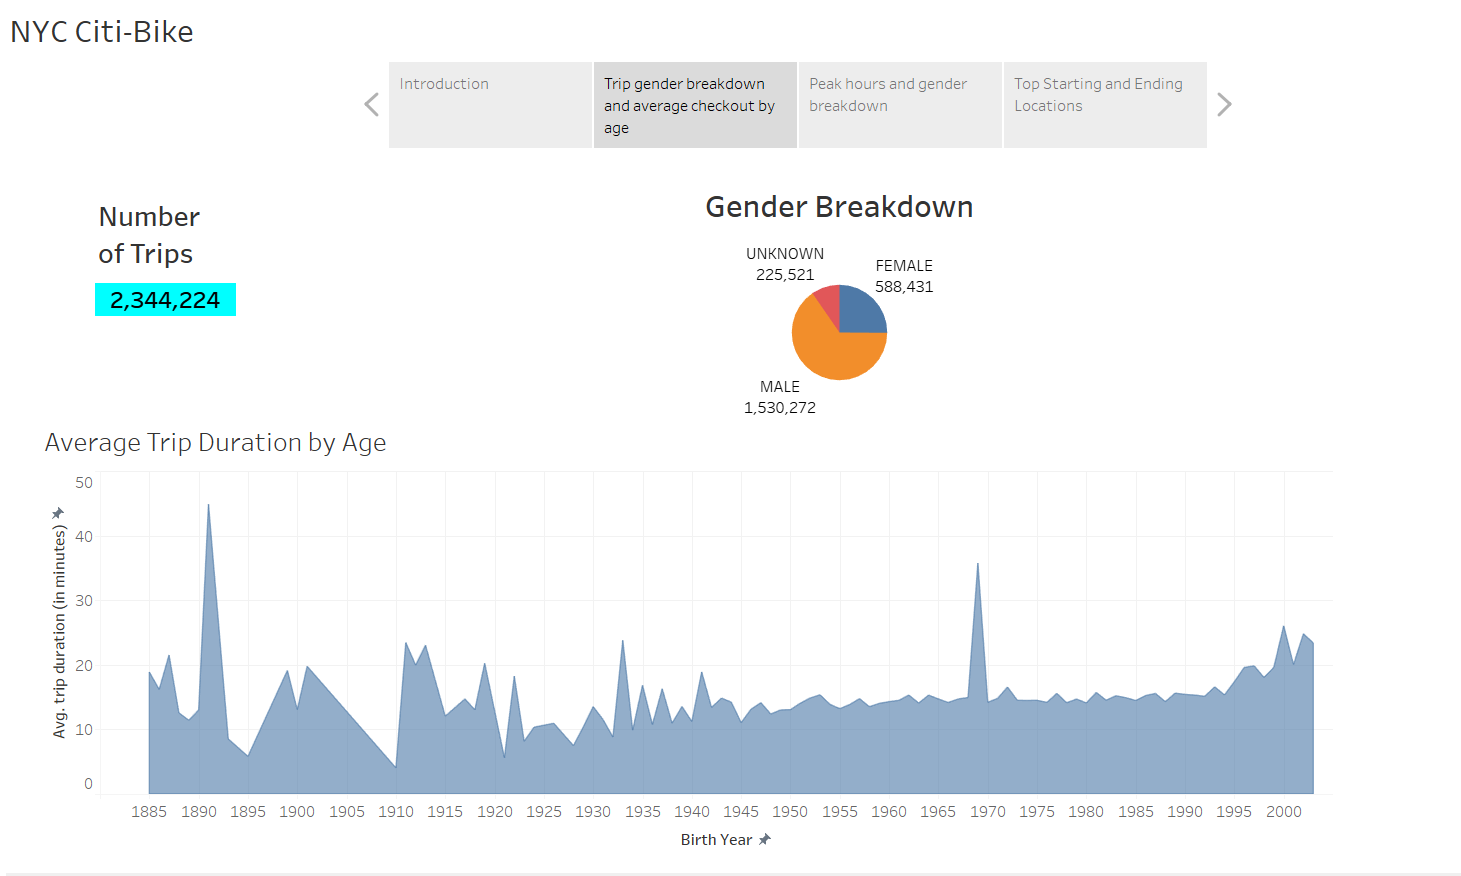 NYC Citi-Bike
Introduction
Trip gender breakdown
and average checkout by
age
Peak hours and gender
breakdown
Top Starting and Ending
Locations
Number
of Trips
2,344,224
Gender Breakdown
UNKNOWN
225,521
FEMALE
588,431
MALE
1,530,272
Average Trip Duration by Age
Avg. trip duration (in minutes)
50
40
30
20
10
0
1885 1890 1895 1900 1905 1910 1915 1920 1925 1930 1935 1940 1945 1950 1955 1960 1965 1970 1975 1980 1985 1990 1995 2000
Birth Year